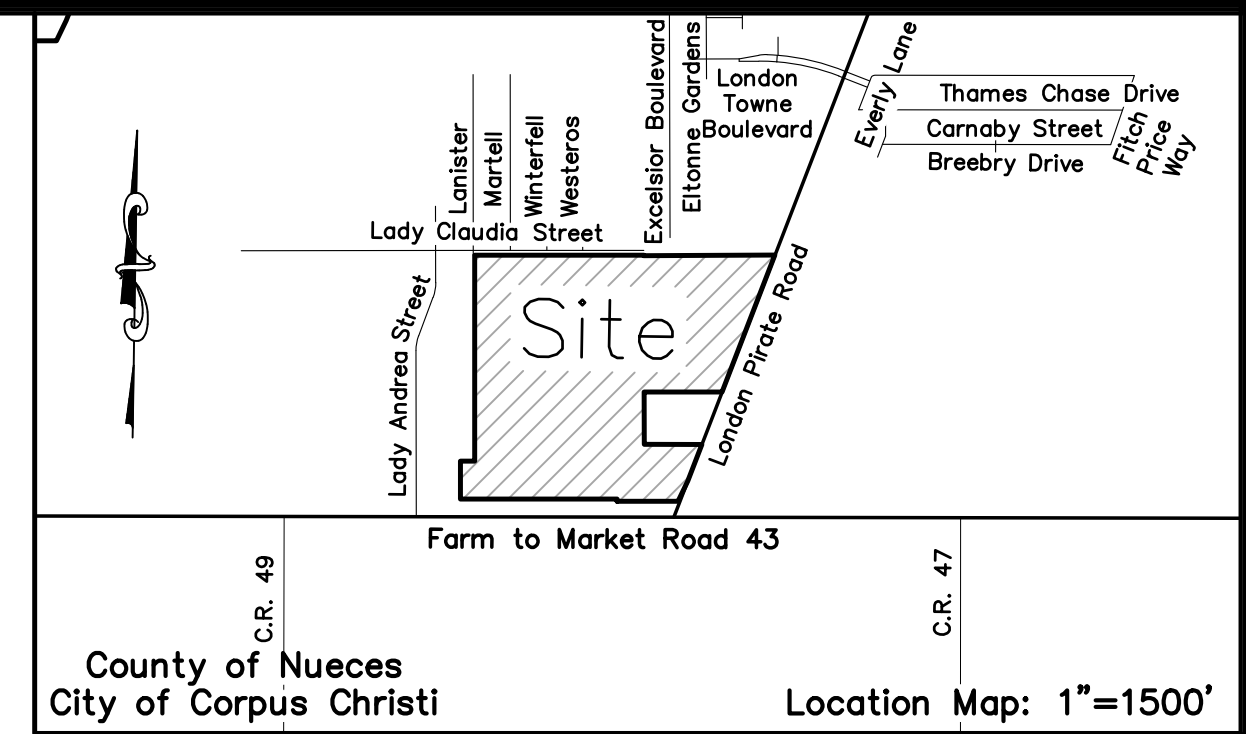 Excelsior Boulevard
Eltonne Gardens
London
Towne
Boulevard
Everly Lane
Thames Chase Drive
Carnaby Street
Breebry Drive
Fitch
Price
Way
Lanister
Martell
Winterfell
Westeros
Lady Claudia Street
Lady Andrea Street
Site
London Pirate Road
Farm to Market Road 43
C.R. 49
C.R. 47
County of Nueces
City of Corpus Christi
Location Map: 1"=1500'